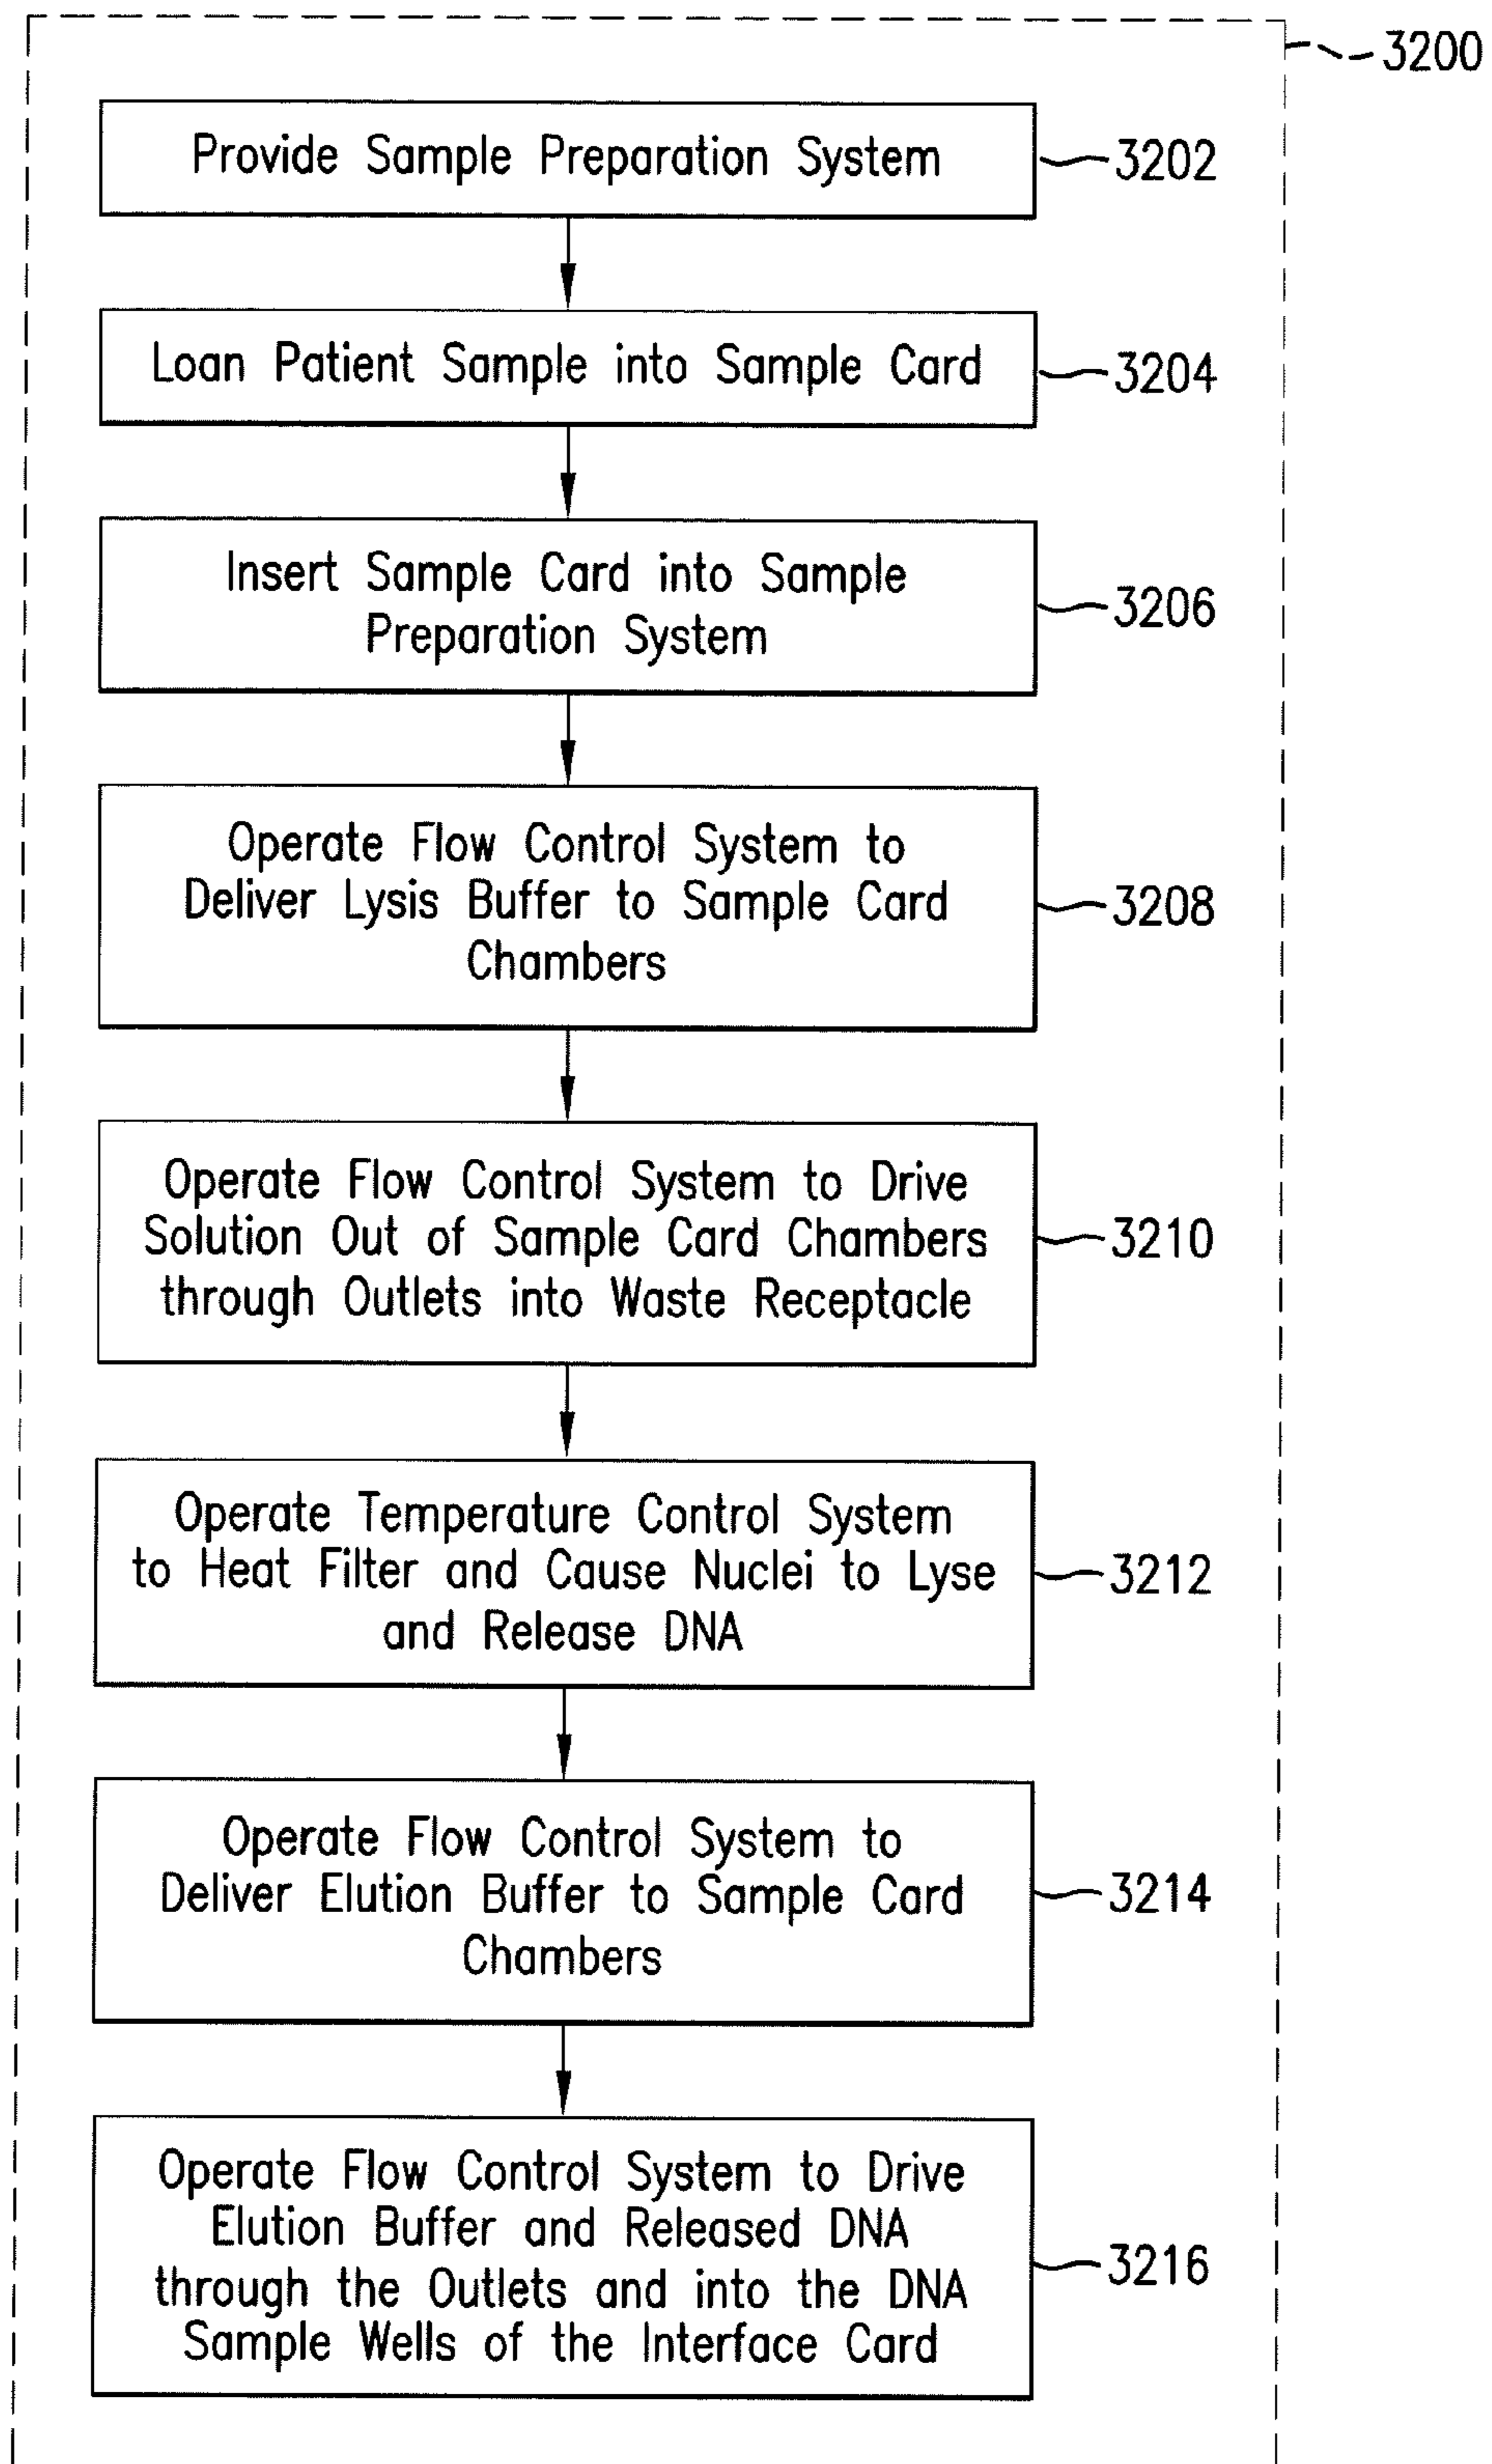 3200
Provide Sample Preparation System
3202
Loan Patient Sample into Sample Card
3204
Insert Sample Card into Sample
Preparation System
3206
Operate Flow Control System to
Deliver Lysis Buffer to Sample Card
Chambers
3208
Operate Flow Control System to Drive
Solution Out of Sample Card Chambers
through Outlets into Waste Receptacle
3210
Operate Temperature Control System
to Heat Filter and Cause Nuclei to Lyse
and Release DNA
3212
Operate Flow Control System to
Deliver Elution Buffer to Sample Card
Chambers
3214
Operate Flow Control System to Drive
Elution Buffer and Released DNA
through the Outlets and into the DNA
Sample Wells of the Interface Card
3216